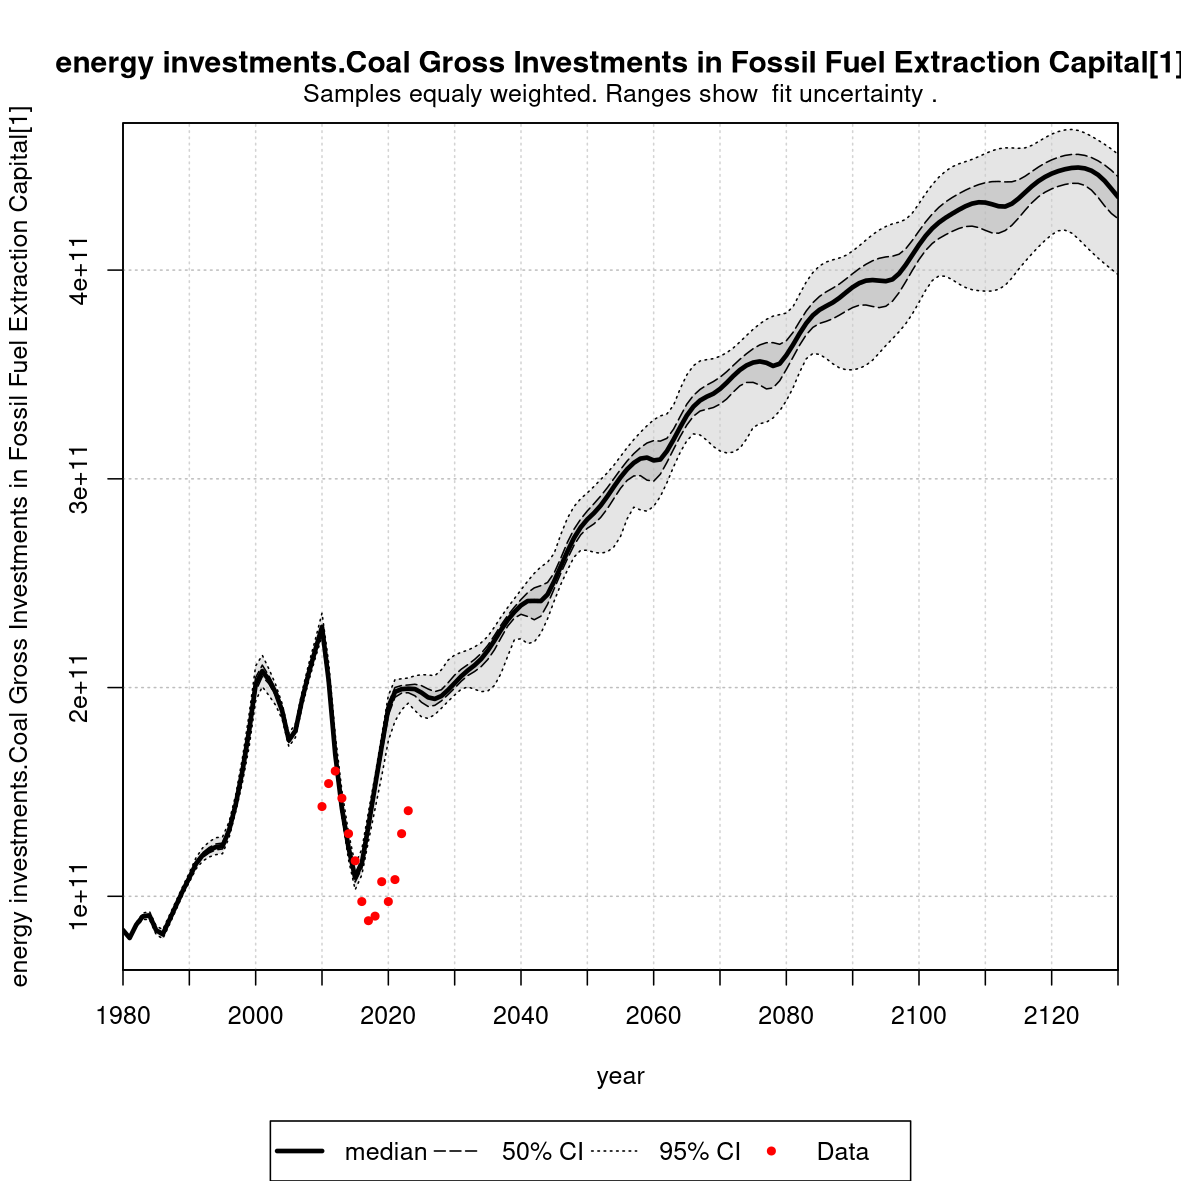 energy investments.Coal Gross Investments in Fossil Fuel Extraction Capital[1]
Samples equaly weighted. Ranges show  fit uncertainty .
energy investments.Coal Gross Investments in Fossil Fuel Extraction Capital[1]
4e+11
3e+11
2e+11
1e+11
1980 2000 2020 2040 2060 2080 2100 2120
year
median 50% CI 95% CI Data